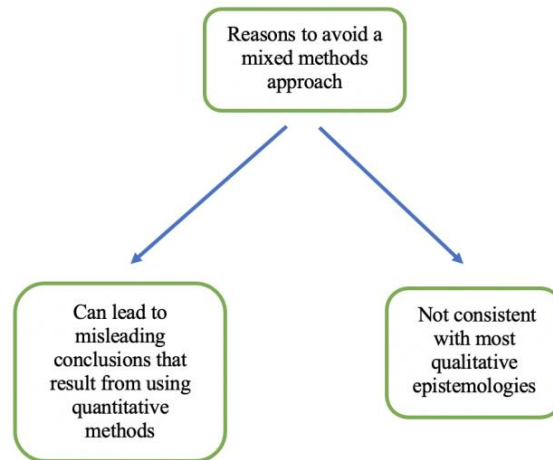 Reasons to avoid a
mixed methods
approach
Can lead to
misleading
conclusions that
result from using
quantitative
methods
Not consistent
with most
qualitative
epistemologies